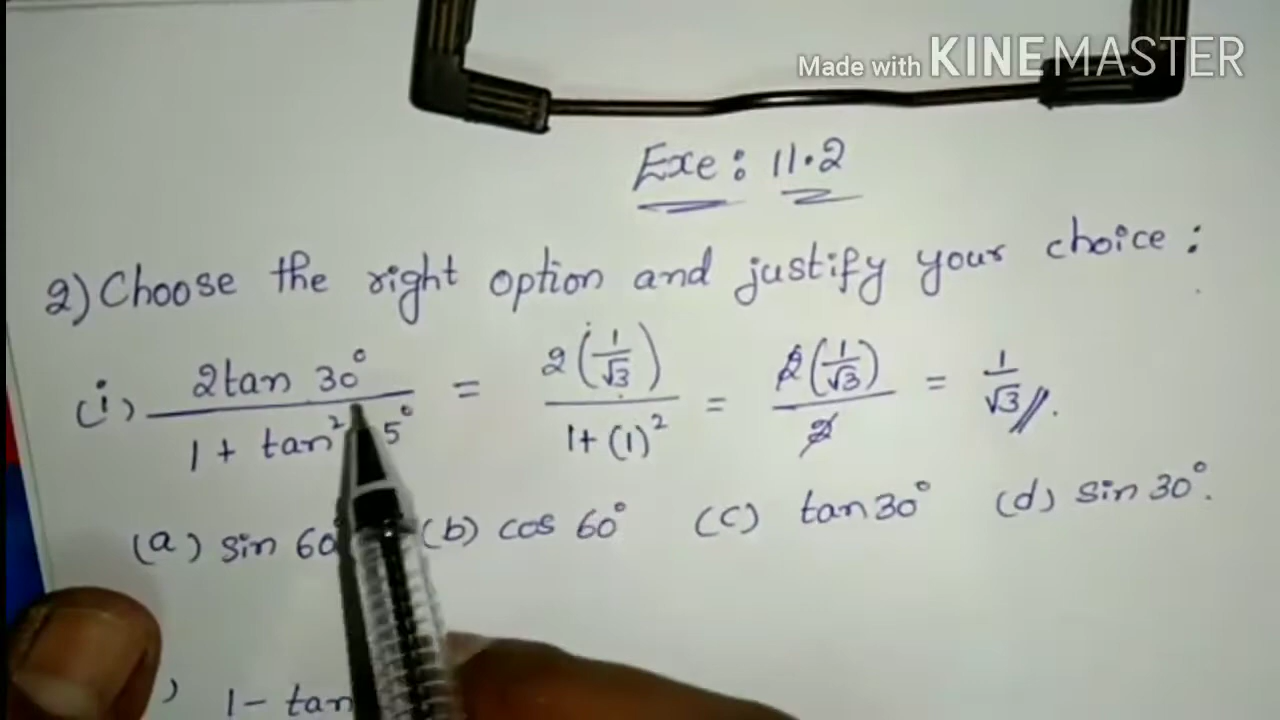 Made with KINEMASTER
Exe : 11.2
2) Choose the right option and justify your choice :
(i) 2tan 30° / 1 + tan² 5° = 2(1/√3) / 1+(1)² = 2(1/√3) / 2 = 1/√3 //.
(a) sin 60 (b) cos 60° (c) tan 30° (d) sin 30°.
) 1 - tan